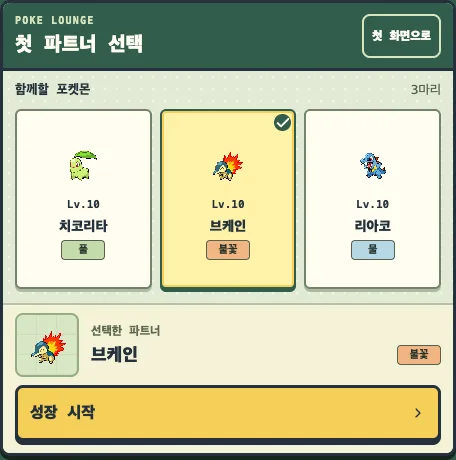 POKE LOUNGE
첫 파트너 선택
첫 화면으로
함께할 포켓몬
3마리
Lv.10
치코리타
풀
Lv.10
브케인
불꽃
Lv.10
리아코
물
선택한 파트너
브케인
불꽃
성장 시작